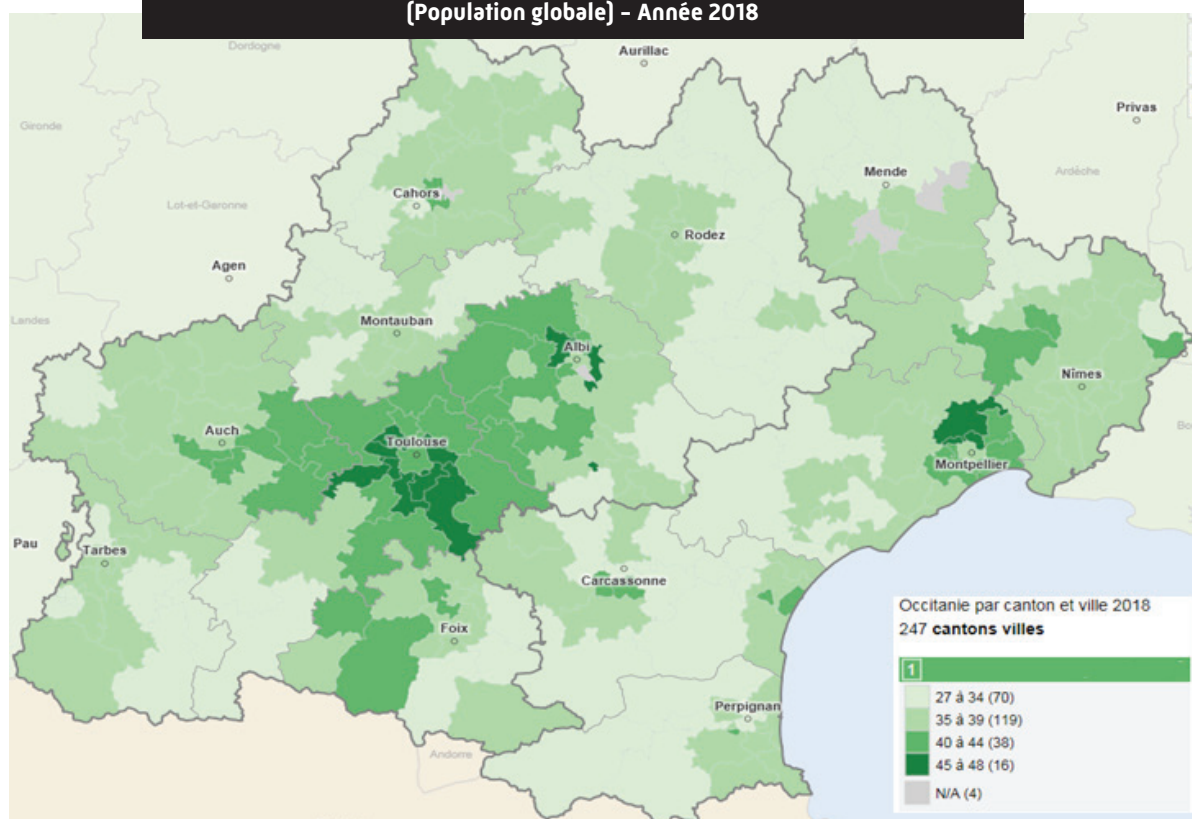 (Population globale) – Année 2018
Dordogne
Aurillac
Gironde
Privas
Mende
Ardèche
Cahors
Lot-et-Garonne
Rodez
Agen
Landes
Montauban
Albi
Nîmes
Auch
Toulouse
Montpellier
Pau
Tarbes
Carcassonne
Foix
Perpignan
Andorre
Occitanie par canton et ville 2018
247 cantons villes
1
27 à 34 (70)
35 à 39 (119)
40 à 44 (38)
45 à 48 (16)
N/A (4)